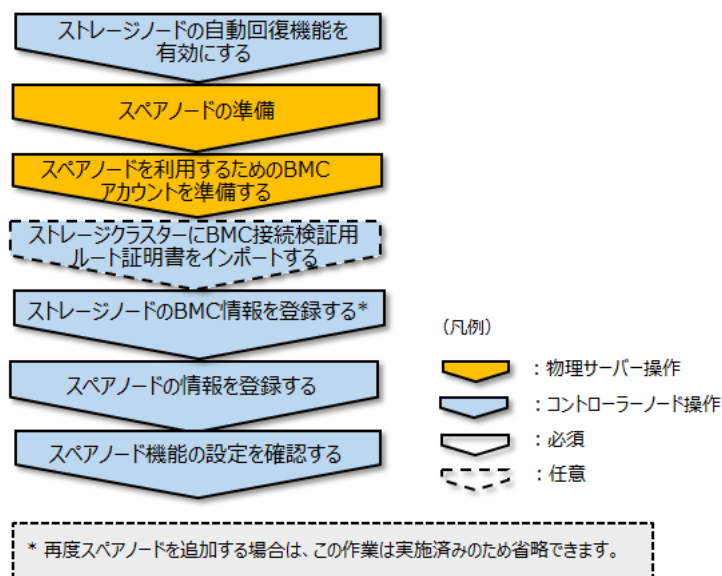 ストレージノードの自動回復機能を
有効にする
スペアノードの準備
スペアノードを利用するためのBMC
アカウントを準備する
ストレージクラスターにBMC接続検証用
ルート証明書をインポートする
ストレージノードのBMC情報を登録する*
スペアノードの情報を登録する
スペアノード機能の設定を確認する
（凡例）
：物理サーバー操作
：コントローラーノード操作
：必須
：任意
* 再度スペアノードを追加する場合は、この作業は実施済みのため省略できます。